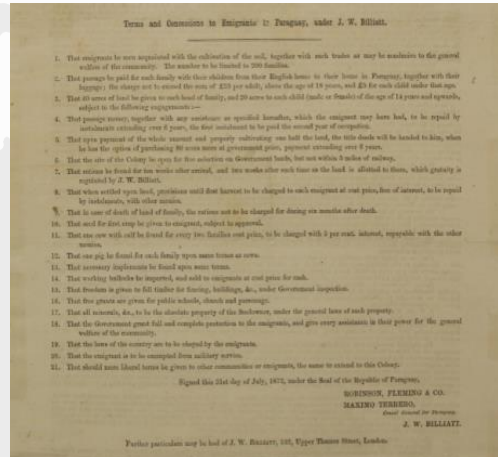 Terms and Concessions to Emigrants to Paraguay, under J. W. Billiatt.
1. That emigrants be men acquainted with the cultivation of the soil, together with such trades as may be conducive to the general
welfare of the community. The number to be limited to 200 families.
2. That passage be paid for each family with their children from their English home to their home in Paraguay, together with their
luggage; the charge not to exceed the sum of £15 per adult, above the age of 18 years, and £8 for each child under that age.
3. That 40 acres of land be given to each head of family, and 20 acres to each child (male or female) of the age of 14 years and upwards,
subject to the following engagements:—
4. That passage money, together with any assistance as specified hereafter, which the emigrant may have had, to be repaid by
instalments extending over 6 years, the first instalment to be paid the second year of occupation.
5. That upon payment of the whole amount and properly cultivating one half the land, the title deeds will be handed to him, when
he has the option of purchasing 80 acres more at government price, payment extending over 6 years.
6. That the site of the Colony be open for free selection on Government lands, but not within 5 miles of railway.
7. That rations be found for ten weeks after arrival, and two weeks after such time as the land is allotted to them, which gratuity is
regulated by J. W. Billiatt.
8. That when settled upon land, provisions until first harvest to be charged to each emigrant at cost price, free of interest, to be repaid
by instalments, with other monies.
9. That in case of death of head of family, the rations not to be charged for during six months after death.
10. That seed for first crop be given to emigrant, subject to approval.
11. That one cow with calf be found for every two families cost price, to be charged with 5 per cent. interest, repayable with the other
monies.
12. That one pig be found for each family upon same terms as cows.
13. That necessary implements be found upon same terms.
14. That working bullocks be imported, and sold to emigrants at cost price for cash.
15. That freedom is given to fell timber for fencing, buildings, &c., under Government inspection.
16. That free grants are given for public schools, church and parsonage.
17. That all minerals, &c., to be the absolute property of the landowner, under the general laws of such property.
18. That the Government grant full and complete protection to the emigrants, and give every assistance in their power for the general
welfare of the community.
19. That the laws of the country are to be obeyed by the emigrants.
20. That the emigrant is to be exempted from military service.
21. That should more liberal terms be given to other communities or emigrants, the same to extend to this Colony.
Signed this 31st day of July, 1872, under the Seal of the Republic of Paraguay,
ROBINSON, FLEMING & CO.
MAXIMO TERRERO,
Consul General for Paraguay.
J. W. BILLIATT.
Further particulars may be had of J. W. BILLIATT, Upper Thames Street, London.